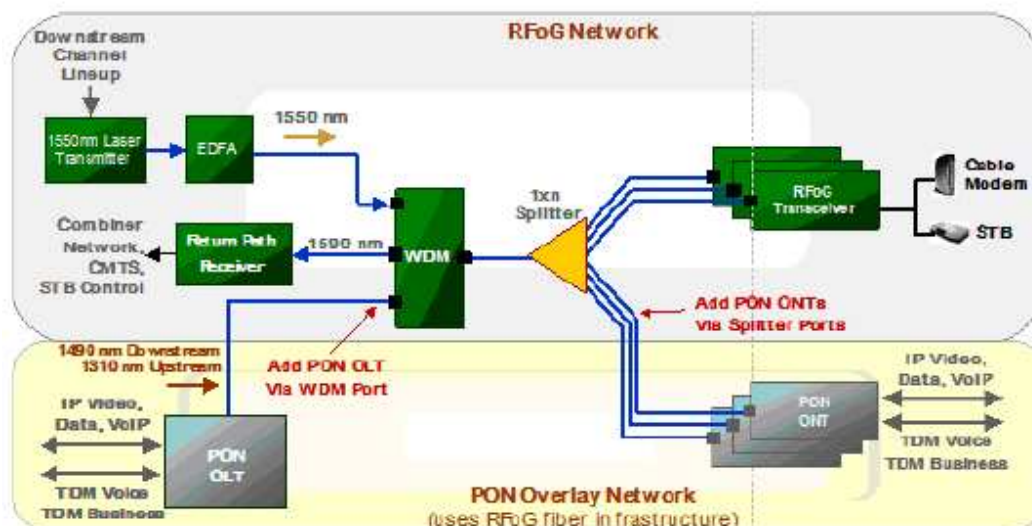 RFoG Network
Downstream
Channel
Lineup
1550nm Laser
Transmitter
EDFA
1550 nm
Combiner
Network,
CMTS,
STB Control
Return Path
Receiver
1590 nm
WDM
1xn
Splitter
RFoG
Transceiver
Cable
Modem
STB
Add PON ONTs
Via Splitter Ports
1490 nm Downstream
1310 nm Upstream
Add PON OLT
Via WDM Port
IP Video,
Data, VoIP
TDM Voice
TDM Business
PON
OLT
PON
ONT
IP Video,
Data, VoIP
TDM Voice
TDM Business
PON Overlay Network
(uses RFoG fiber infrastructure)